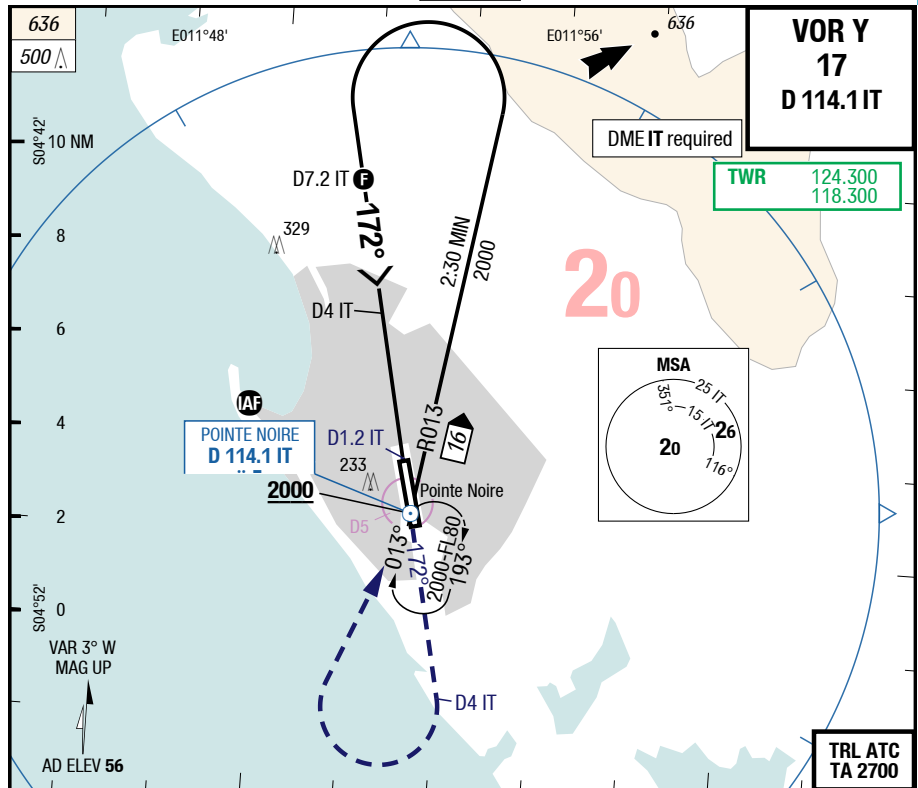 636
500
E011°48'
E011°56'
636
VOR Y
17
D 114.1 IT
S04°42'
10 NM
DME IT required
TWR 124.300
118.300
D7.2 IT F
172°
329
8
2:30 MIN
2000
20
D4 IT
6
MSA
25 IT
351°
15 IT
26
20
116°
IAF
4
R013
16
POINTE NOIRE
D 114.1 IT
D1.2 IT
233
2000
Pointe Noire
D5
2
013°
172°
2000-FL80
193°
S04°52'
0
VAR 3° W
MAG UP
D4 IT
AD ELEV 56
TRL ATC
TA 2700